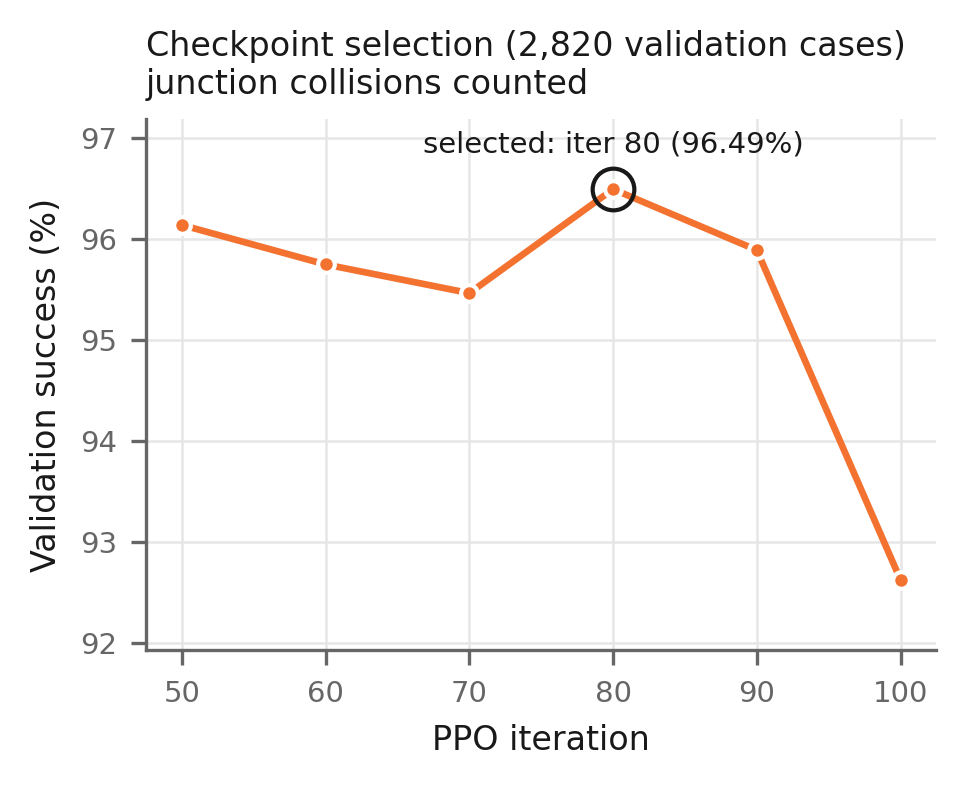 Checkpoint selection (2,820 validation cases)
junction collisions counted
selected: iter 80 (96.49%)
97
96
95
94
93
92
Validation success (%)
50 60 70 80 90 100
PPO iteration